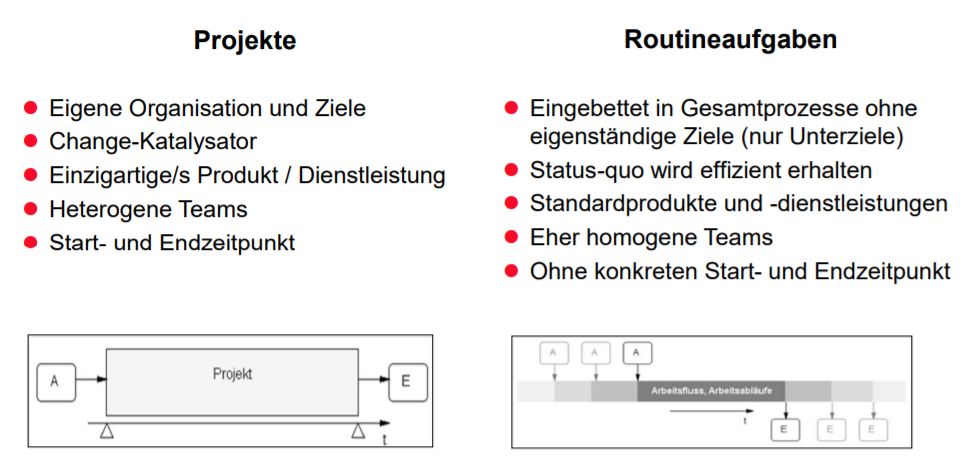 Projekte
Eigene Organisation und Ziele
Change-Katalysator
Einzigartige/s Produkt / Dienstleistung
Heterogene Teams
Start- und Endzeitpunkt
A
Projekt
E
t
Routineaufgaben
Eingebettet in Gesamtprozesse ohne
eigenständige Ziele (nur Unterziele)
Status-quo wird effizient erhalten
Standardprodukte und -dienstleistungen
Eher homogene Teams
Ohne konkreten Start- und Endzeitpunkt
A A A
Arbeitsfluss, Arbeitsabläufe
t
E E E